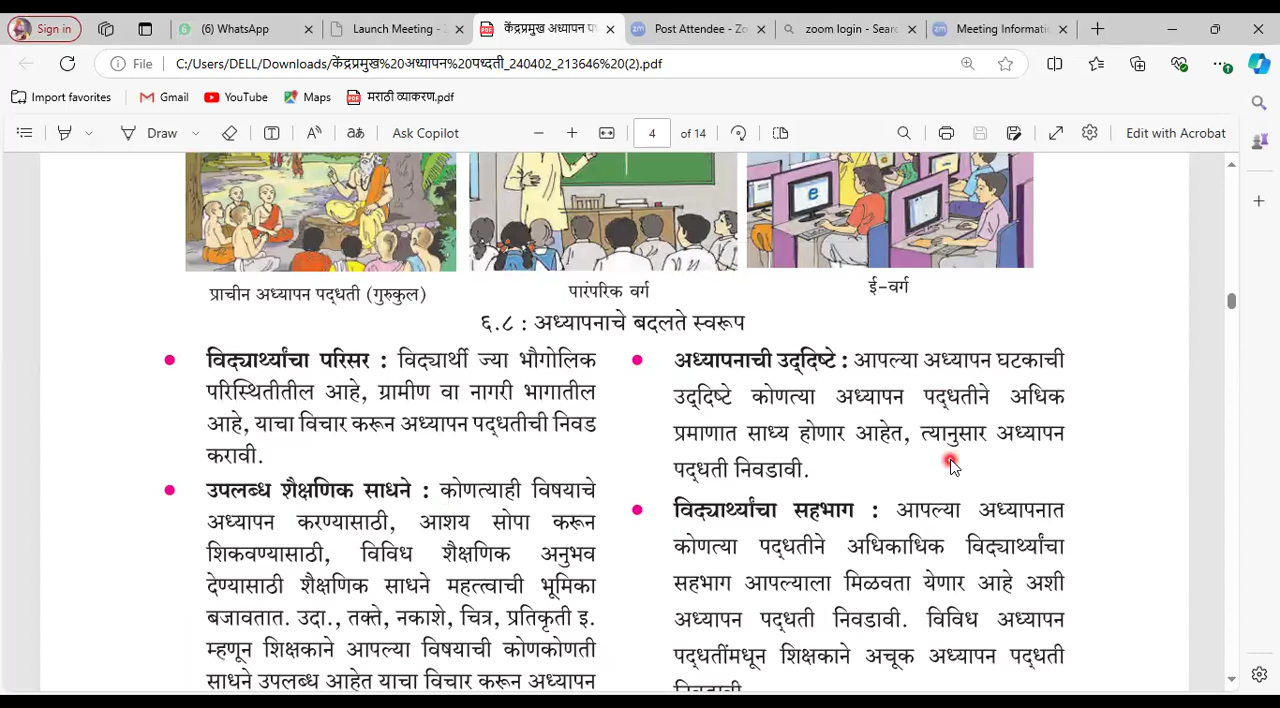 Sign in
(6) WhatsApp
Launch Meeting - Z
केंद्रप्रमुख अध्यापन पद
Post Attendee - Zo
zoom login - Searc
Meeting Informatio
File C:/Users/DELL/Downloads/केंद्रप्रमुख%20अध्यापन%20पध्दती_240402_213646%20(2).pdf
Import favorites Gmail YouTube Maps मराठी व्याकरण.pdf
Draw Ask Copilot 4 of 14 Edit with Acrobat
प्राचीन अध्यापन पद्धती (गुरुकुल)
पारंपरिक वर्ग
ई-वर्ग
६.८ : अध्यापनाचे बदलते स्वरूप
• विद्यार्थ्यांचा परिसर : विद्यार्थी ज्या भौगोलिक
परिस्थितीतील आहे, ग्रामीण वा नागरी भागातील
आहे, याचा विचार करून अध्यापन पद्धतीची निवड
करावी.
• उपलब्ध शैक्षणिक साधने : कोणत्याही विषयाचे
अध्यापन करण्यासाठी, आशय सोपा करून
शिकवण्यासाठी, विविध शैक्षणिक अनुभव
देण्यासाठी शैक्षणिक साधने महत्त्वाची भूमिका
बजावतात. उदा., तक्ते, नकाशे, चित्र, प्रतिकृती इ.
म्हणून शिक्षकाने आपल्या विषयाची कोणकोणती
साधने उपलब्ध आहेत याचा विचार करून अध्यापन
• अध्यापनाची उद्दिष्टे : आपल्या अध्यापन घटकाची
उद्दिष्टे कोणत्या अध्यापन पद्धतीने अधिक
प्रमाणात साध्य होणार आहेत, त्यानुसार अध्यापन
पद्धती निवडावी.
• विद्यार्थ्यांचा सहभाग : आपल्या अध्यापनात
कोणत्या पद्धतीने अधिकाधिक विद्यार्थ्यांचा
सहभाग आपल्याला मिळवता येणार आहे अशी
अध्यापन पद्धती निवडावी. विविध अध्यापन
पद्धतींमधून शिक्षकाने अचूक अध्यापन पद्धती